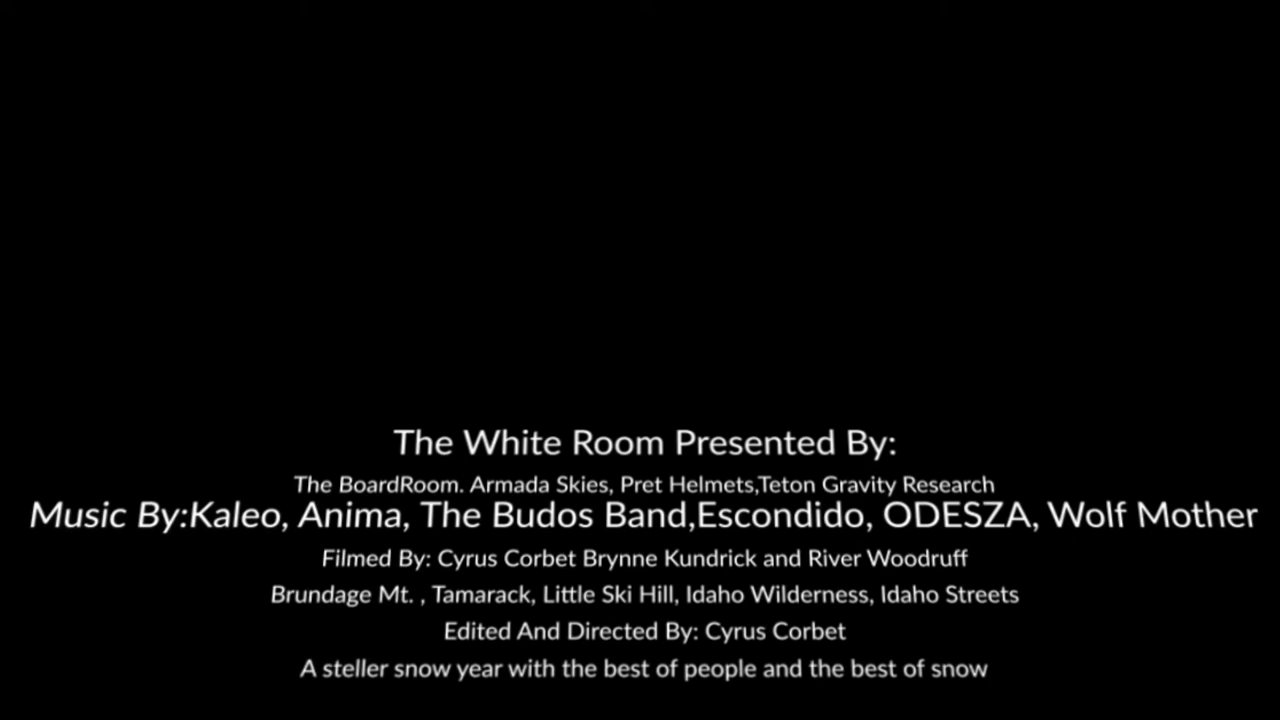 The White Room Presented By:
The BoardRoom. Armada Skies, Pret Helmets,Teton Gravity Research
Music By:Kaleo, Anima, The Budos Band,Escondido, ODESZA, Wolf Mother
Filmed By: Cyrus Corbet Brynne Kundrick and River Woodruff
Brundage Mt. , Tamarack, Little Ski Hill, Idaho Wilderness, Idaho Streets
Edited And Directed By: Cyrus Corbet
A steller snow year with the best of people and the best of snow